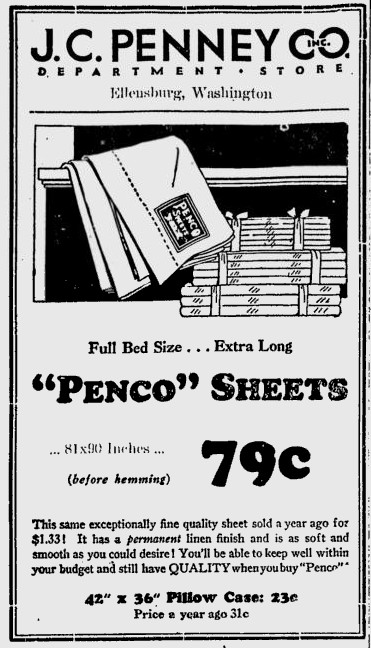 J.C. PENNEY CO. INC.
DEPARTMENT • STORE
Ellensburg, Washington
PENCO
Full Bed Size . . . Extra Long
"PENCO" SHEETS
... 81x90 Inches ...
79c
(before hemming)
This same exceptionally fine quality sheet sold a year ago for
$1.33! It has a permanent linen finish and is as soft and
smooth as you could desire! You'll be able to keep well within
your budget and still have QUALITY when you buy "Penco"
42" x 36" Pillow Case: 23c
Price a year ago 31c